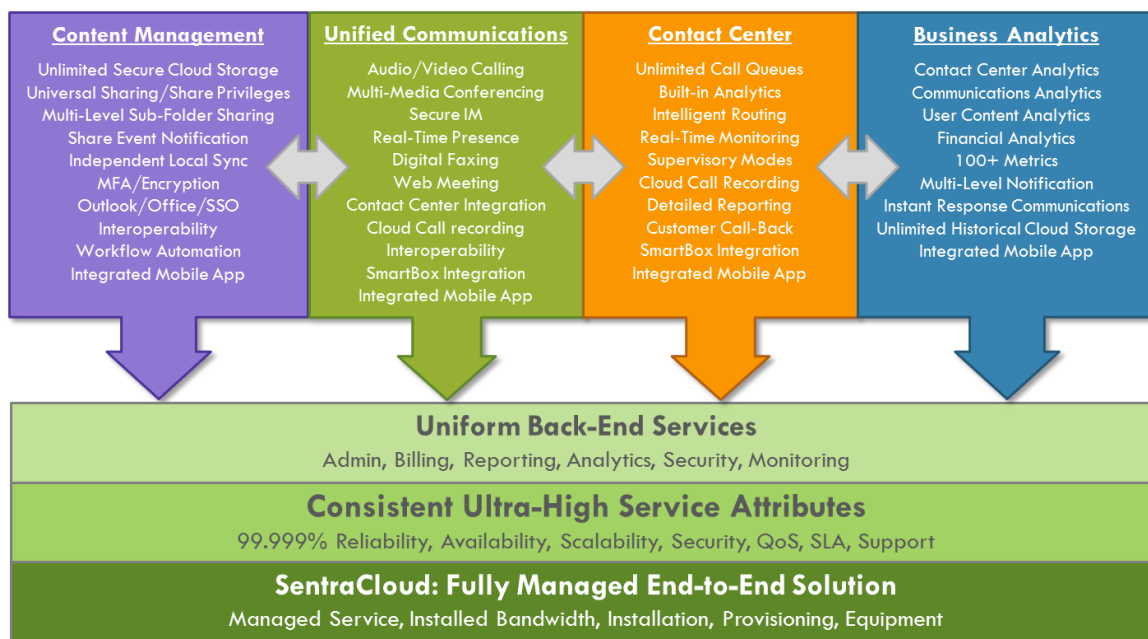 Content Management
Unlimited Secure Cloud Storage
Universal Sharing/Share Privileges
Multi-Level Sub-Folder Sharing
Share Event Notification
Independent Local Sync
MFA/Encryption
Outlook/Office/SSO
Interoperability
Workflow Automation
Integrated Mobile App
Unified Communications
Audio/Video Calling
Multi-Media Conferencing
Secure IM
Real-Time Presence
Digital Faxing
Web Meeting
Contact Center Integration
Cloud Call recording
Interoperability
SmartBox Integration
Integrated Mobile App
Contact Center
Unlimited Call Queues
Built-in Analytics
Intelligent Routing
Real-Time Monitoring
Supervisory Modes
Cloud Call Recording
Detailed Reporting
Customer Call-Back
SmartBox Integration
Integrated Mobile App
Business Analytics
Contact Center Analytics
Communications Analytics
User Content Analytics
Financial Analytics
100+ Metrics
Multi-Level Notification
Instant Response Communications
Unlimited Historical Cloud Storage
Integrated Mobile App
Uniform Back-End Services
Admin, Billing, Reporting, Analytics, Security, Monitoring
Consistent Ultra-High Service Attributes
99.999% Reliability, Availability, Scalability, Security, QoS, SLA, Support
SentraCloud: Fully Managed End-to-End Solution
Managed Service, Installed Bandwidth, Installation, Provisioning, Equipment